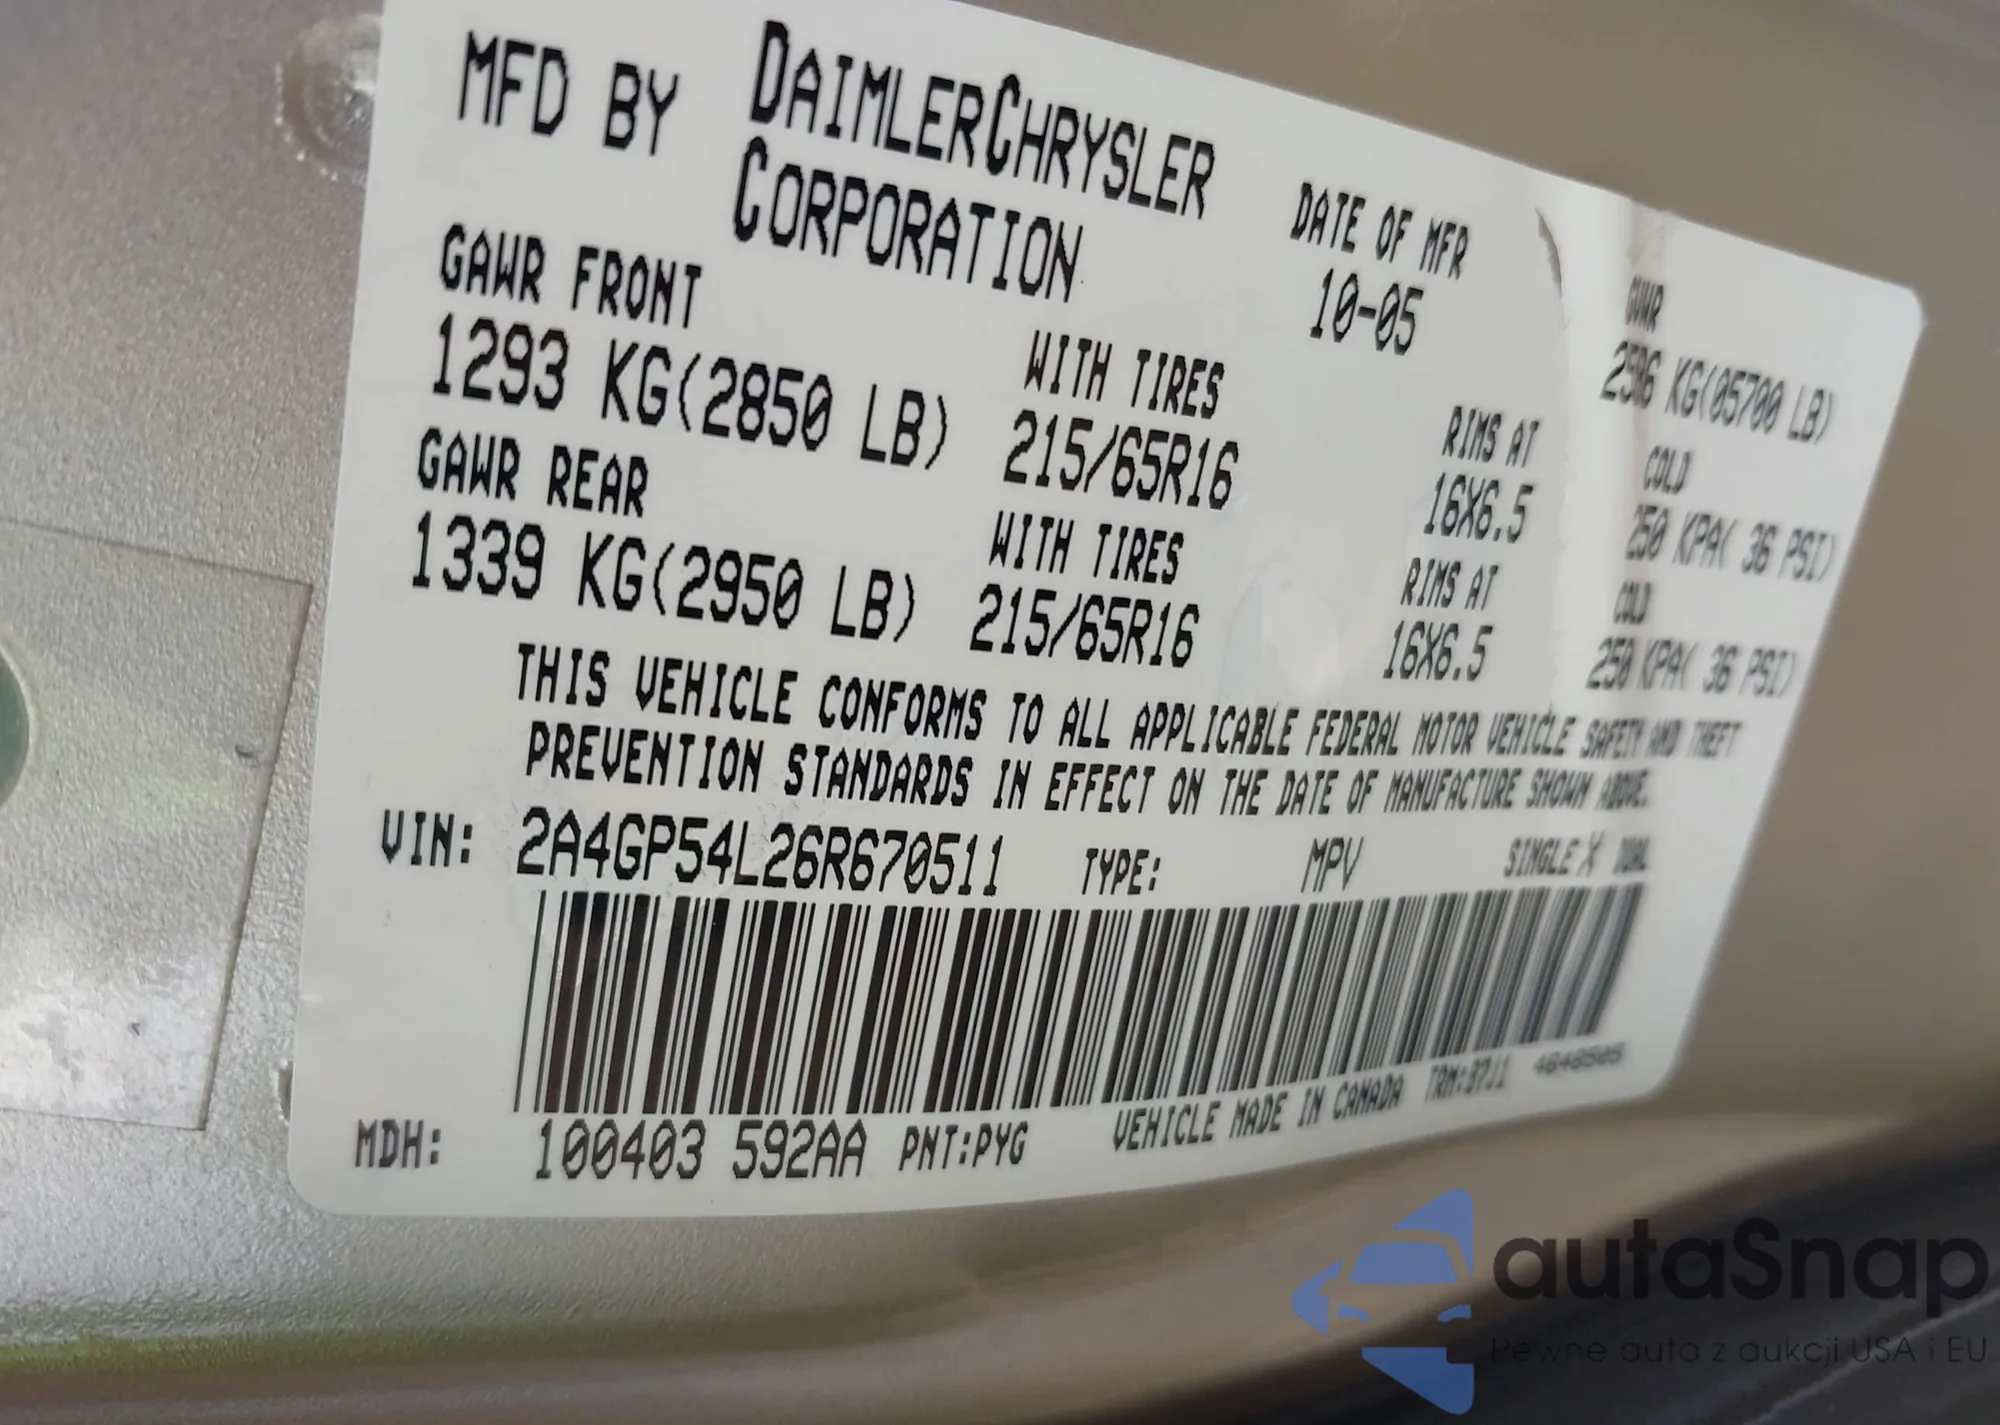 MFD BY DAIMLERCHRYSLER CORPORATION
DATE OF MFR
10-05
GVWR
KG(05700 LB)
GAWR FRONT
1293 KG(2850 LB)
WITH TIRES
215/65R16
RIMS AT
16X6.5
COLD
250 KPA( 36 PSI)
GAWR REAR
1339 KG(2950 LB)
WITH TIRES
215/65R16
RIMS AT
16X6.5
COLD
250 KPA( 36 PSI)
THIS VEHICLE CONFORMS TO ALL APPLICABLE FEDERAL MOTOR VEHICLE SAFETY AND THEFT
PREVENTION STANDARDS IN EFFECT ON THE DATE OF MANUFACTURE SHOWN ABOVE.
VIN: 2A4GP54L26R670511 TYPE: MPV SINGLE X DUAL
MDH: 100403 592AA PNT:PYG VEHICLE MADE IN CANADA
autaSnap
Pewne auta z aukcji USA i EU